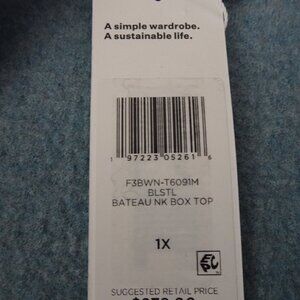 A simple wardrobe.
A sustainable life.
1 97223 05261 6
F3BWN-T6091M
BLSTL
BATEAU NK BOX TOP
1X
EPC
SUGGESTED RETAIL PRICE